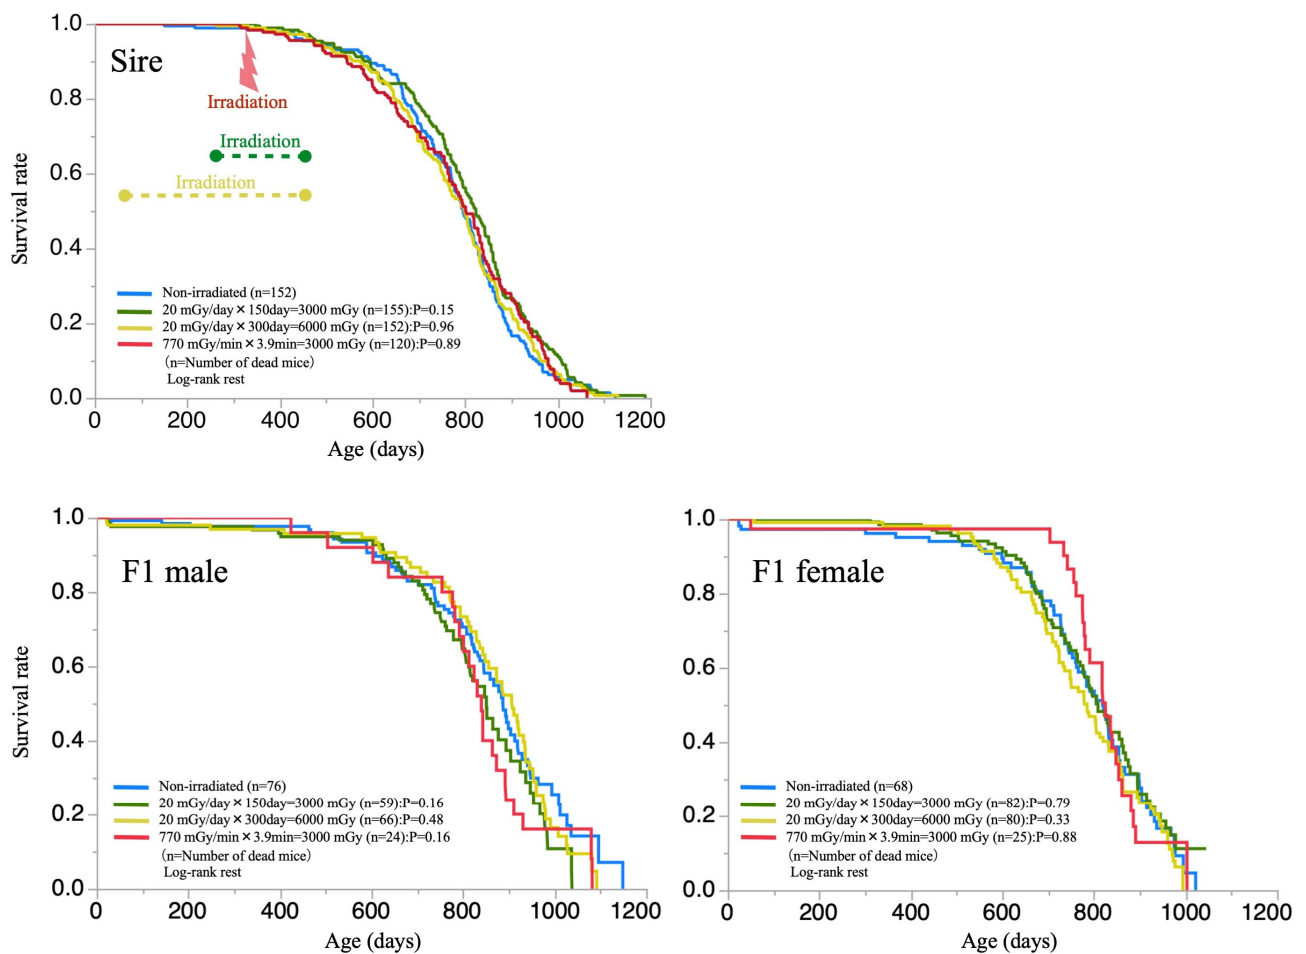 Sire
Survival rate
1.0
0.8
0.6
0.4
0.2
0.0
Irradiation
Irradiation
Irradiation
Non-irradiated (n=152)
20 mGy/day×150day=3000 mGy (n=155):P=0.15
20 mGy/day×300day=6000 mGy (n=152):P=0.96
770 mGy/min×3.9min=3000 mGy (n=120):P=0.89
(n=Number of dead mice)
Log-rank rest
0 200 400 600 800 1000 1200
Age (days)
F1 male
Survival rate
1.0
0.8
0.6
0.4
0.2
0.0
Non-irradiated (n=76)
20 mGy/day×150day=3000 mGy (n=59):P=0.16
20 mGy/day×300day=6000 mGy (n=66):P=0.48
770 mGy/min×3.9min=3000 mGy (n=24):P=0.16
(n=Number of dead mice)
Log-rank rest
0 200 400 600 800 1000 1200
Age (days)
F1 female
1.0
0.8
0.6
0.4
0.2
0.0
Non-irradiated (n=68)
20 mGy/day×150day=3000 mGy (n=82):P=0.79
20 mGy/day×300day=6000 mGy (n=80):P=0.33
770 mGy/min×3.9min=3000 mGy (n=25):P=0.88
(n=Number of dead mice)
Log-rank rest
0 200 400 600 800 1000 1200
Age (days)